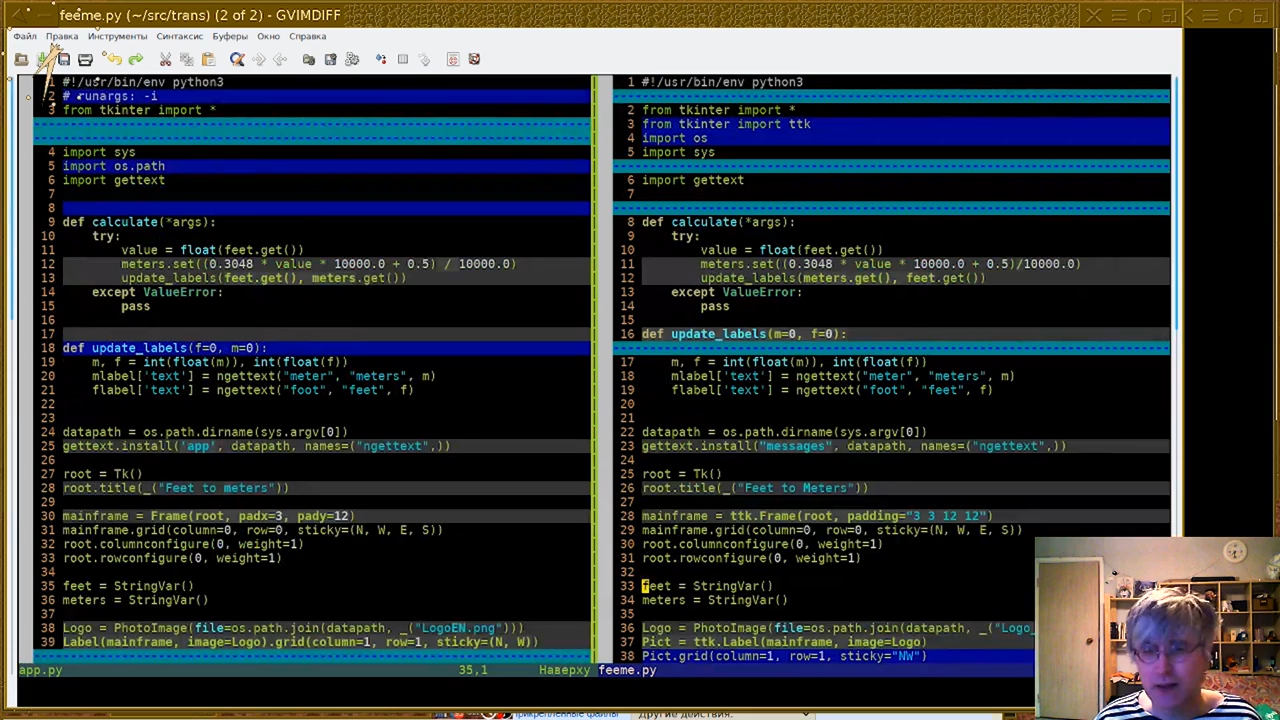 feeme.py (~/src/trans) (2 of 2) - GVIMDIFF
Файл Правка Инструменты Синтаксис Буферы Окно Справка
1 #!/usr/bin/env python3
2 # runargs: -i
3 from tkinter import *
4 import sys
5 import os.path
6 import gettext
7
8
9 def calculate(*args):
10 try:
11 value = float(feet.get())
12 meters.set((0.3048 * value * 10000.0 + 0.5) / 10000.0)
13 update_labels(feet.get(), meters.get())
14 except ValueError:
15 pass
16
17
18 def update_labels(f=0, m=0):
19 m, f = int(float(m)), int(float(f))
20 mlabel['text'] = ngettext("meter", "meters", m)
21 flabel['text'] = ngettext("foot", "feet", f)
22
23
24 datapath = os.path.dirname(sys.argv[0])
25 gettext.install('app', datapath, names=("ngettext",))
26
27 root = Tk()
28 root.title(_("Feet to meters"))
29
30 mainframe = Frame(root, padx=3, pady=12)
31 mainframe.grid(column=0, row=0, sticky=(N, W, E, S))
32 root.columnconfigure(0, weight=1)
33 root.rowconfigure(0, weight=1)
34
35 feet = StringVar()
36 meters = StringVar()
37
38 Logo = PhotoImage(file=os.path.join(datapath, _("LogoEN.png")))
39 Label(mainframe, image=Logo).grid(column=1, row=1, sticky=(N, W))
app.py 35,1 Наверху
1 #!/usr/bin/env python3
2 from tkinter import *
3 from tkinter import ttk
4 import os
5 import sys
6 import gettext
7
8 def calculate(*args):
9 try:
10 value = float(feet.get())
11 meters.set((0.3048 * value * 10000.0 + 0.5)/10000.0)
12 update_labels(meters.get(), feet.get())
13 except ValueError:
14 pass
15
16 def update_labels(m=0, f=0):
17 m, f = int(float(m)), int(float(f))
18 mlabel['text'] = ngettext("meter", "meters", m)
19 flabel['text'] = ngettext("foot", "feet", f)
20
21
22 datapath = os.path.dirname(sys.argv[0])
23 gettext.install("messages", datapath, names=("ngettext",))
24
25 root = Tk()
26 root.title(_("Feet to Meters"))
27
28 mainframe = ttk.Frame(root, padding="3 3 12 12")
29 mainframe.grid(column=0, row=0, sticky=(N, W, E, S))
30 root.columnconfigure(0, weight=1)
31 root.rowconfigure(0, weight=1)
32
33 feet = StringVar()
34 meters = StringVar()
35
36 Logo = PhotoImage(file=os.path.join(datapath, _("Logo_
37 Pict = ttk.Label(mainframe, image=Logo)
38 Pict.grid(column=1, row=1, sticky="NW")
feeme.py
Прикрепленные файлы Другие действия.